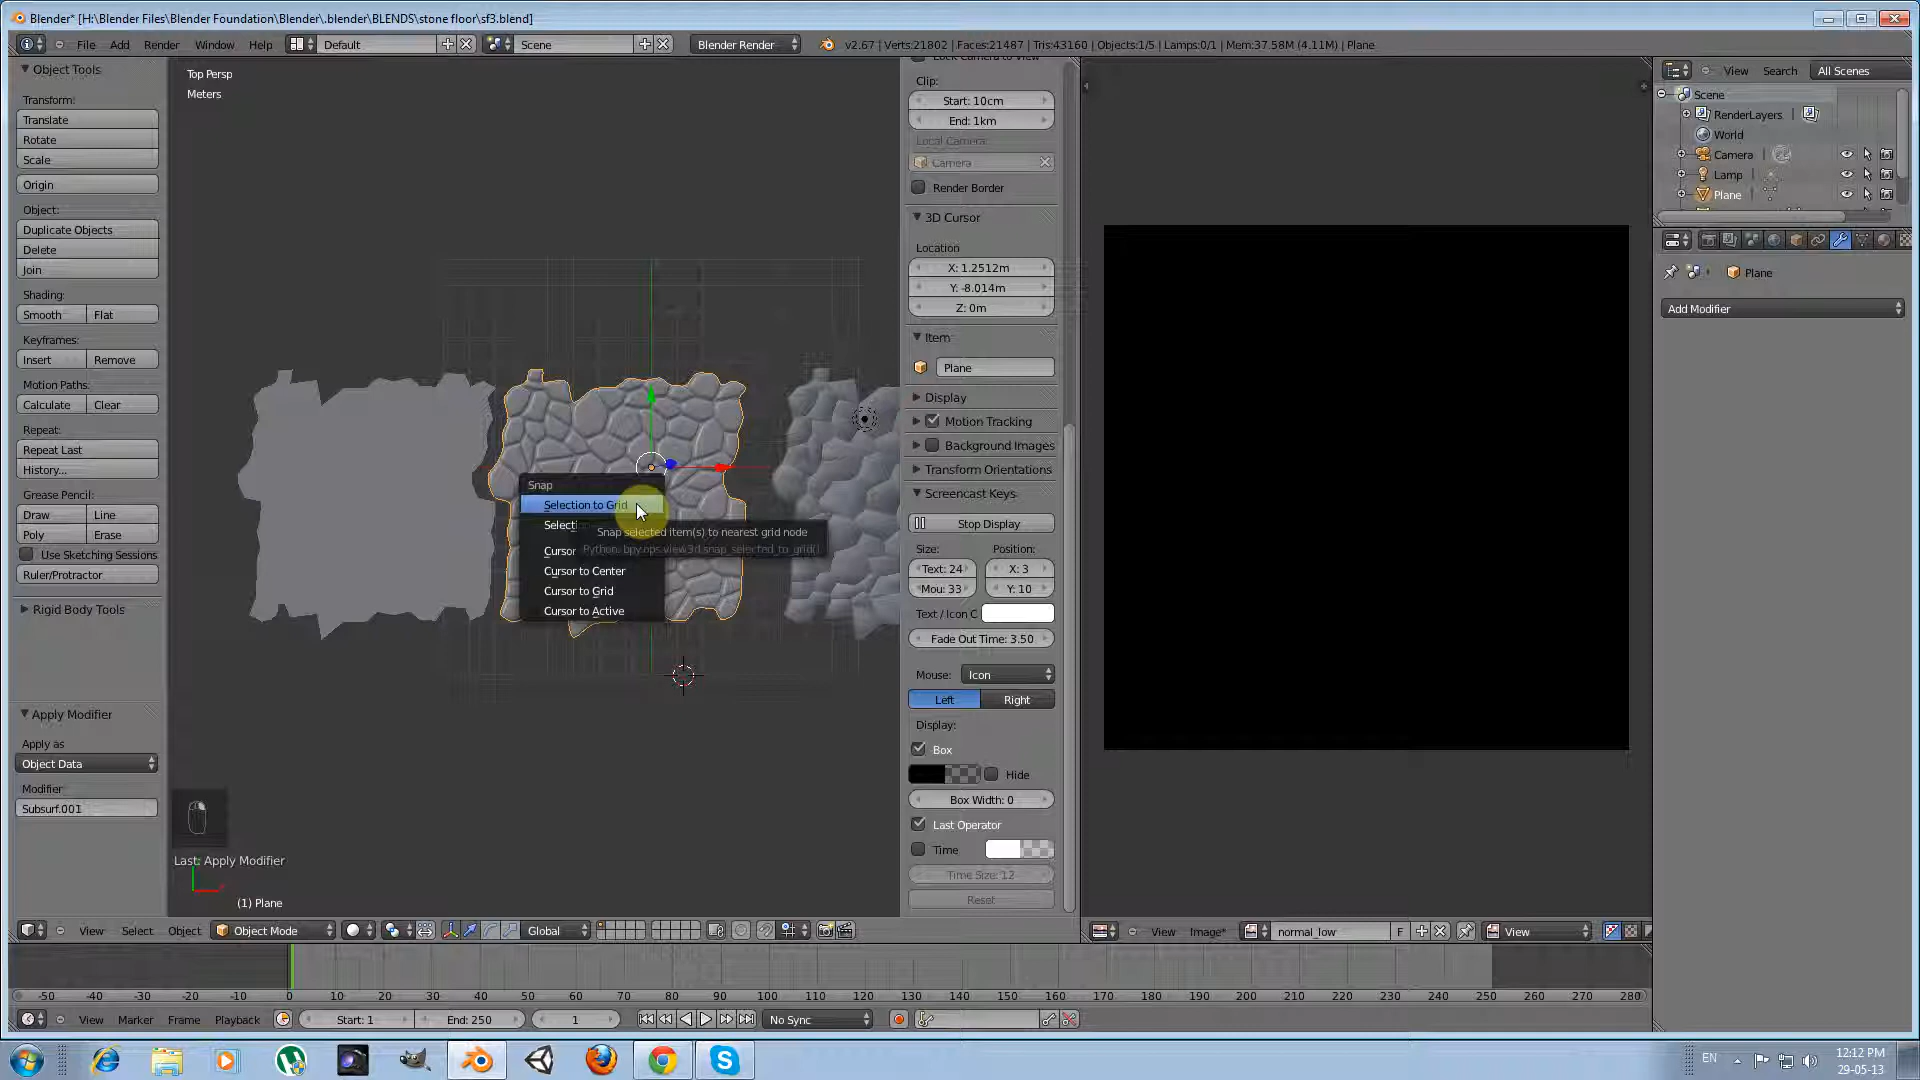 Blender* [H:\Blender Files\Blender Foundation\Blender\.blender\BLENDS\stone floor\sf3.blend]
File Add Render Window Help Default Scene Blender Render v2.67 | Verts:21802 | Faces:21487 | Tris:43160 | Objects:1/5 | Lamps:0/1 | Mem:37.58M (4.11M) | Plane
Object Tools
Transform:
Translate
Rotate
Scale
Origin
Object:
Duplicate Objects
Delete
Join
Shading:
Smooth Flat
Keyframes:
Insert Remove
Motion Paths:
Calculate Clear
Repeat:
Repeat Last
History...
Grease Pencil:
Draw Line
Poly Erase
Use Sketching Sessions
Ruler/Protractor
Rigid Body Tools
Apply Modifier
Apply as
Object Data
Modifier
Subsurf.001
Top Persp
Meters
Snap
Selection to Grid
Cursor
Cursor to Center
Cursor to Grid
Cursor to Active
Snap selected item(s) to nearest grid node
Python: bpy.ops.view3d.snap_selected_to_grid()
Last: Apply Modifier
(1) Plane
Lock Camera to View
Clip:
Start: 10cm
End: 1km
Local Camera:
Camera
Render Border
3D Cursor
Location
X: 1.2512m
Y: -8.014m
Z: 0m
Item
Plane
Display
Motion Tracking
Background Images
Transform Orientations
Screencast Keys
Stop Display
Size: Position:
Text: 24 X: 3
Mou: 33 Y: 10
Text / Icon C
Fade Out Time: 3.50
Mouse: Icon
Left Right
Display:
Box
Hide
Box Width: 0
Last Operator
Time
Time Size: 12
Reset
View Search All Scenes
Scene
RenderLayers
World
Camera
Lamp
Plane
Plane
Add Modifier
View Select Object Object Mode Global
View Image* normal_low F View
-50 -40 -30 -20 -10 0 10 20 30 40 50 60 70 80 90 100 110 120 130 140 150 160 170 180 190 200 210 220 230 240 250 260 270 280
View Marker Frame Playback Start: 1 End: 250 1 No Sync
EN 12:12 PM
29-05-13